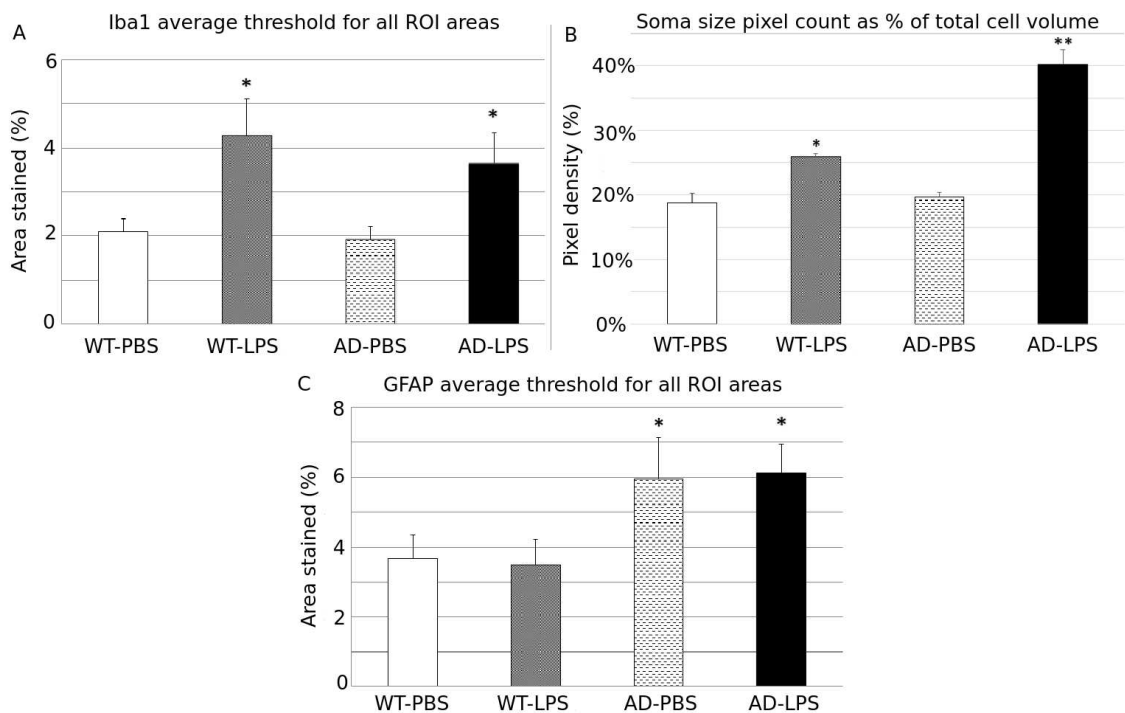 A
Iba1 average threshold for all ROI areas
Area stained (%)
6
4
2
0
*
*
WT-PBS WT-LPS AD-PBS AD-LPS
B
Soma size pixel count as % of total cell volume
Pixel density (%)
40%
30%
20%
10%
0%
*
**
WT-PBS WT-LPS AD-PBS AD-LPS
C
GFAP average threshold for all ROI areas
Area stained (%)
8
6
4
2
0
*
*
WT-PBS WT-LPS AD-PBS AD-LPS